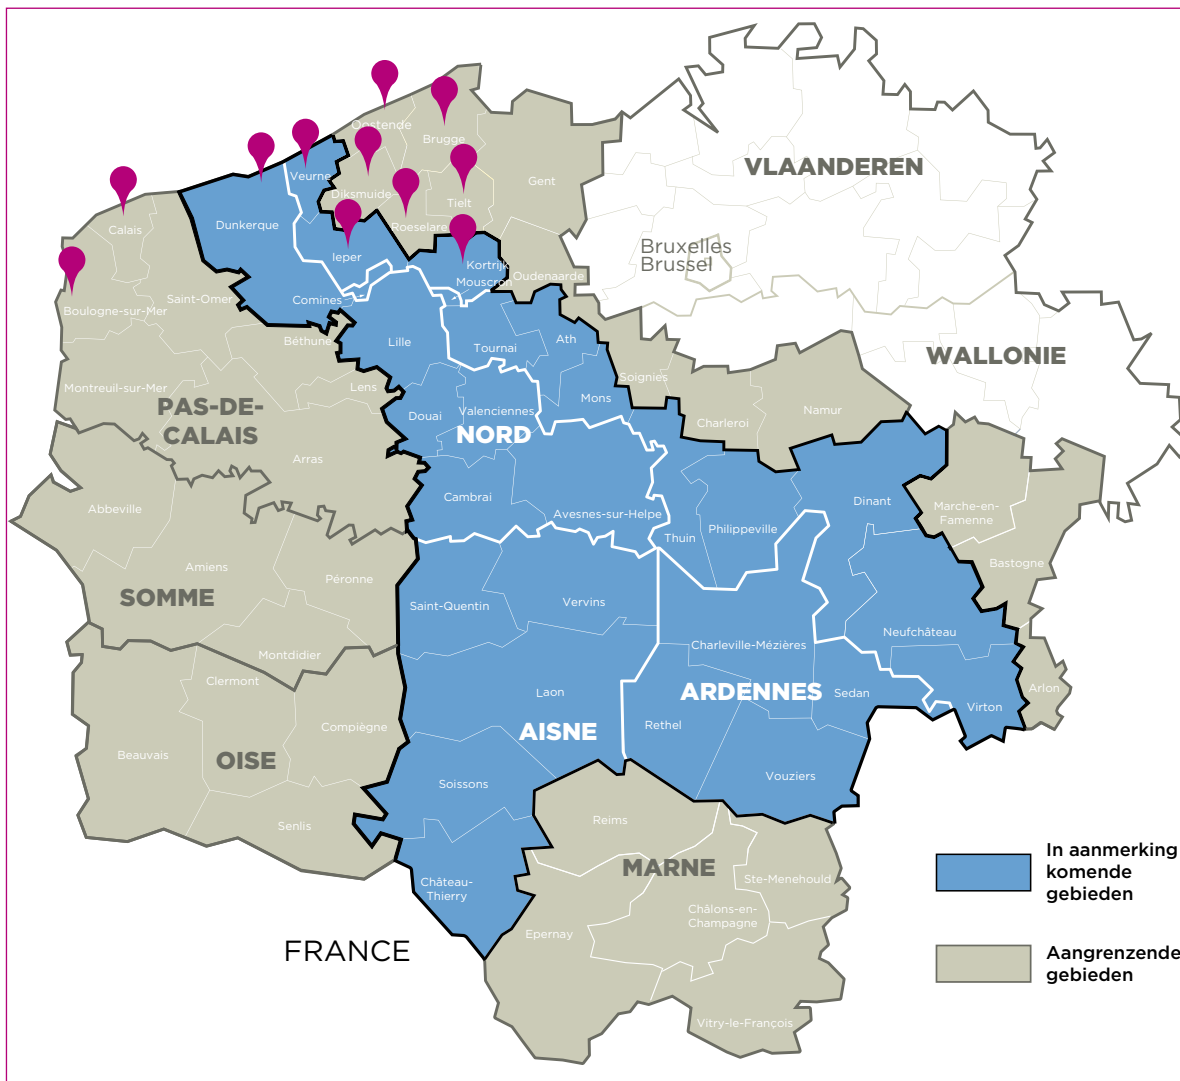 Oostende
Brugge
VLAANDEREN
Veurne
Diksmuide
Tielt
Gent
Calais
Dunkerque
Roeselare
Ieper
Bruxelles
Brussel
Kortrijk
Mouscron
Oudenaarde
Saint-Omer
Comines
Boulogne-sur-Mer
Béthune
Lille
Tournai
Ath
WALLONIE
Montreuil-sur-Mer
Lens
Soignies
PAS-DE-
CALAIS
Douai
Valenciennes
Mons
Charleroi
Namur
NORD
Arras
Cambrai
Abbeville
Avesnes-sur-Helpe
Thuin
Philippeville
Dinant
Marche-en-
Famenne
Bastogne
Amiens
Péronne
SOMME
Saint-Quentin
Vervins
Neufchâteau
Montdidier
Charleville-Mézières
Clermont
Laon
ARDENNES
Sedan
Virton
Arlon
Compiègne
Beauvais
OISE
AISNE
Rethel
Soissons
Vouziers
Senlis
Reims
MARNE
Château-
Thierry
Ste-Menehould
Châlons-en-
Champagne
Epernay
FRANCE
Vitry-le-François
In aanmerking
komende
gebieden
Aangrenzende
gebieden